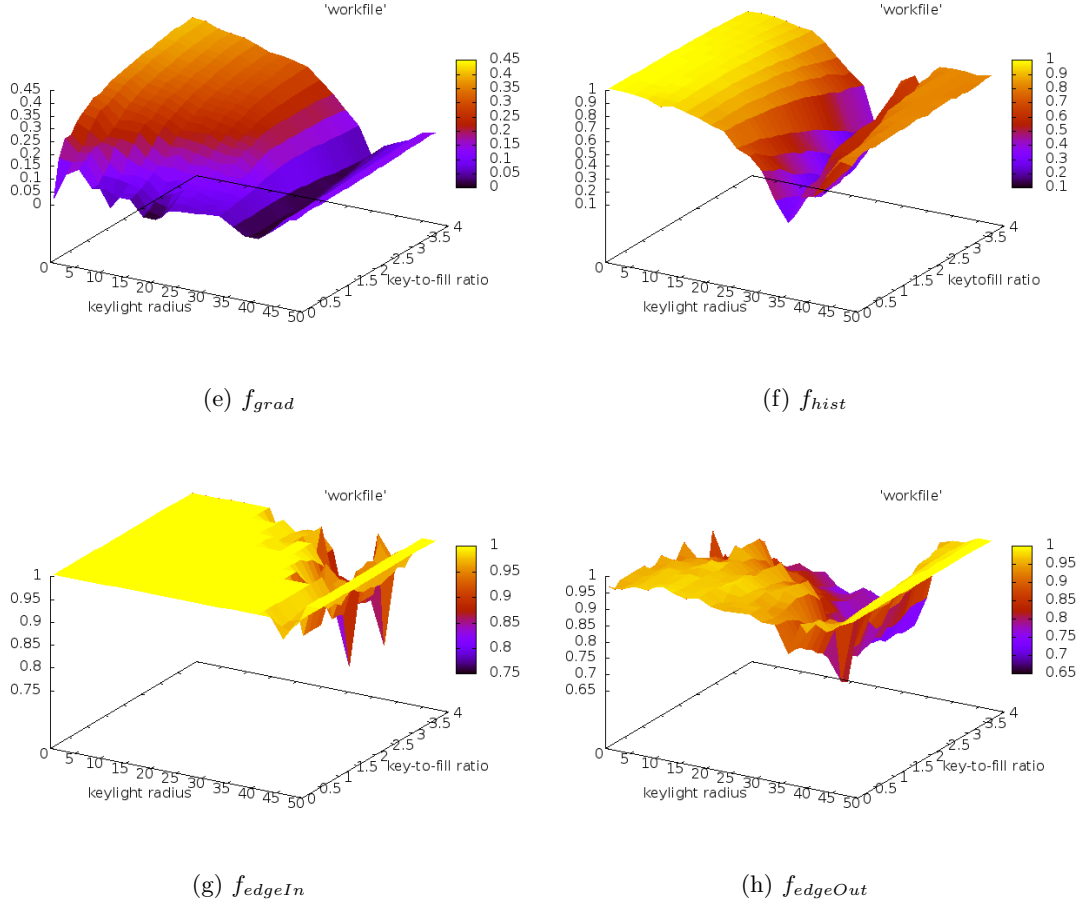 'workfile'
0.45
0.4
0.35
0.3
0.25
0.2
0.15
0.1
0.05
0
0.45
0.4
0.35
0.3
0.25
0.2
0.15
0.1
0.05
0
0 5 10 15 20 25 30 35 40 45 50
keylight radius
0 0.5 1 1.5 2 2.5 3 3.5 4
key-to-fill ratio
(e) f_grad
'workfile'
1
0.9
0.8
0.7
0.6
0.5
0.4
0.3
0.2
0.1
1
0.9
0.8
0.7
0.6
0.5
0.4
0.3
0.2
0.1
0 5 10 15 20 25 30 35 40 45 50
keylight radius
0 0.5 1 1.5 2 2.5 3 3.5 4
keytofill ratio
(f) f_hist
'workfile'
1
0.95
0.9
0.85
0.8
0.75
1
0.95
0.9
0.85
0.8
0.75
0 5 10 15 20 25 30 35 40 45 50
keylight radius
0 0.5 1 1.5 2 2.5 3 3.5 4
key-to-fill ratio
(g) f_edgeIn
'workfile'
1
0.95
0.9
0.85
0.8
0.75
0.7
0.65
1
0.95
0.9
0.85
0.8
0.75
0.7
0.65
0 5 10 15 20 25 30 35 40 45 50
keylight radius
0 0.5 1 1.5 2 2.5 3 3.5 4
key-to-fill ratio
(h) f_edgeOut